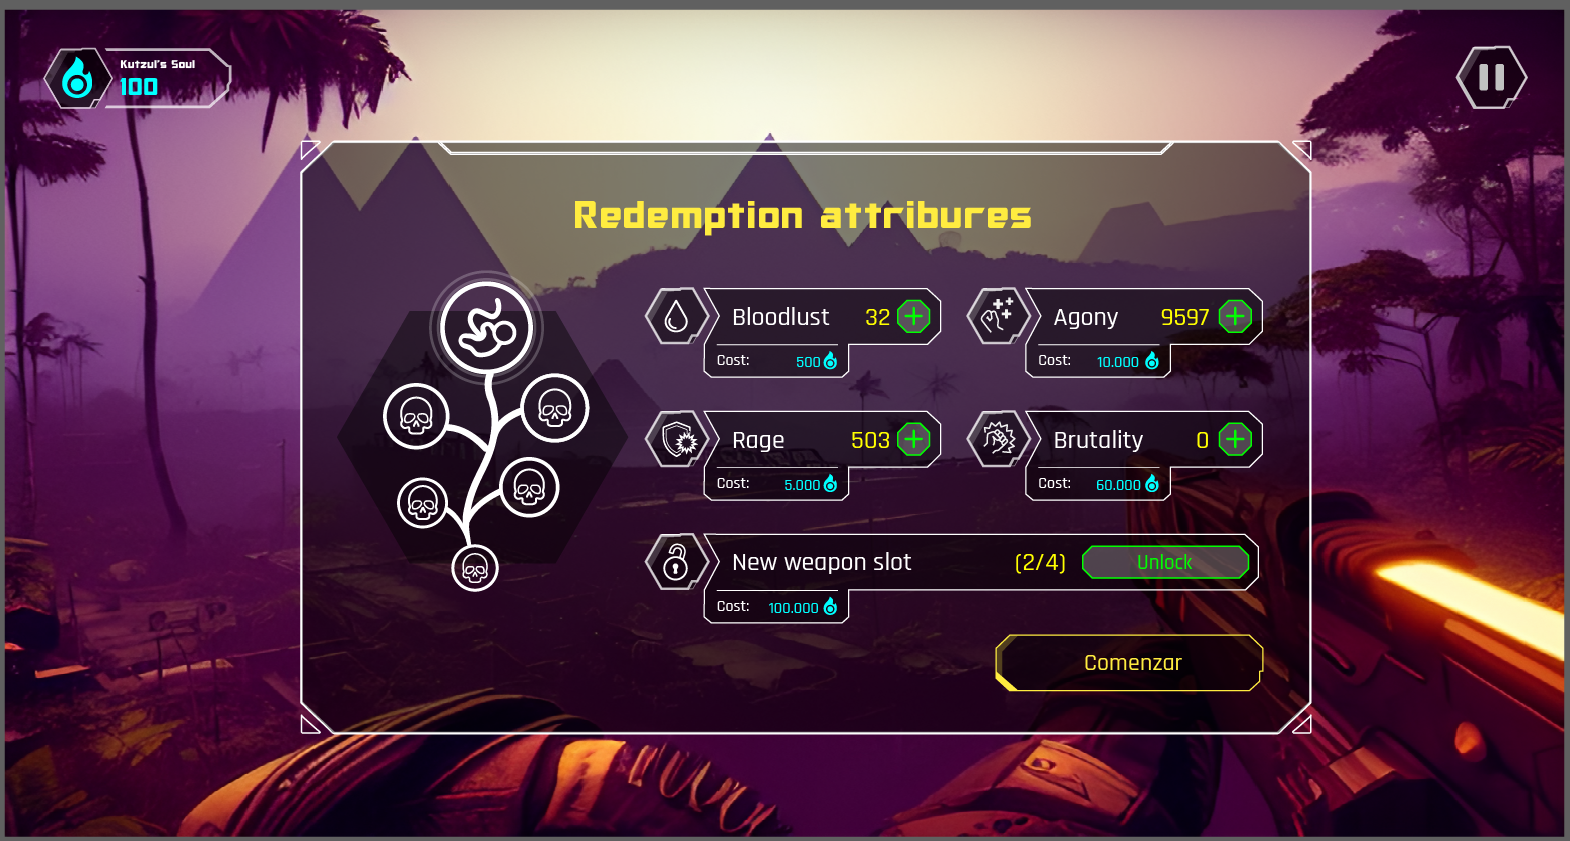 Kutzul's Soul
100
Redemption attribures
Bloodlust 32
Cost: 500
Agony 9597
Cost: 10.000
Rage 503
Cost: 5.000
Brutality 0
Cost: 60.000
New weapon slot (2/4) Unlock
Cost: 100.000
Comenzar